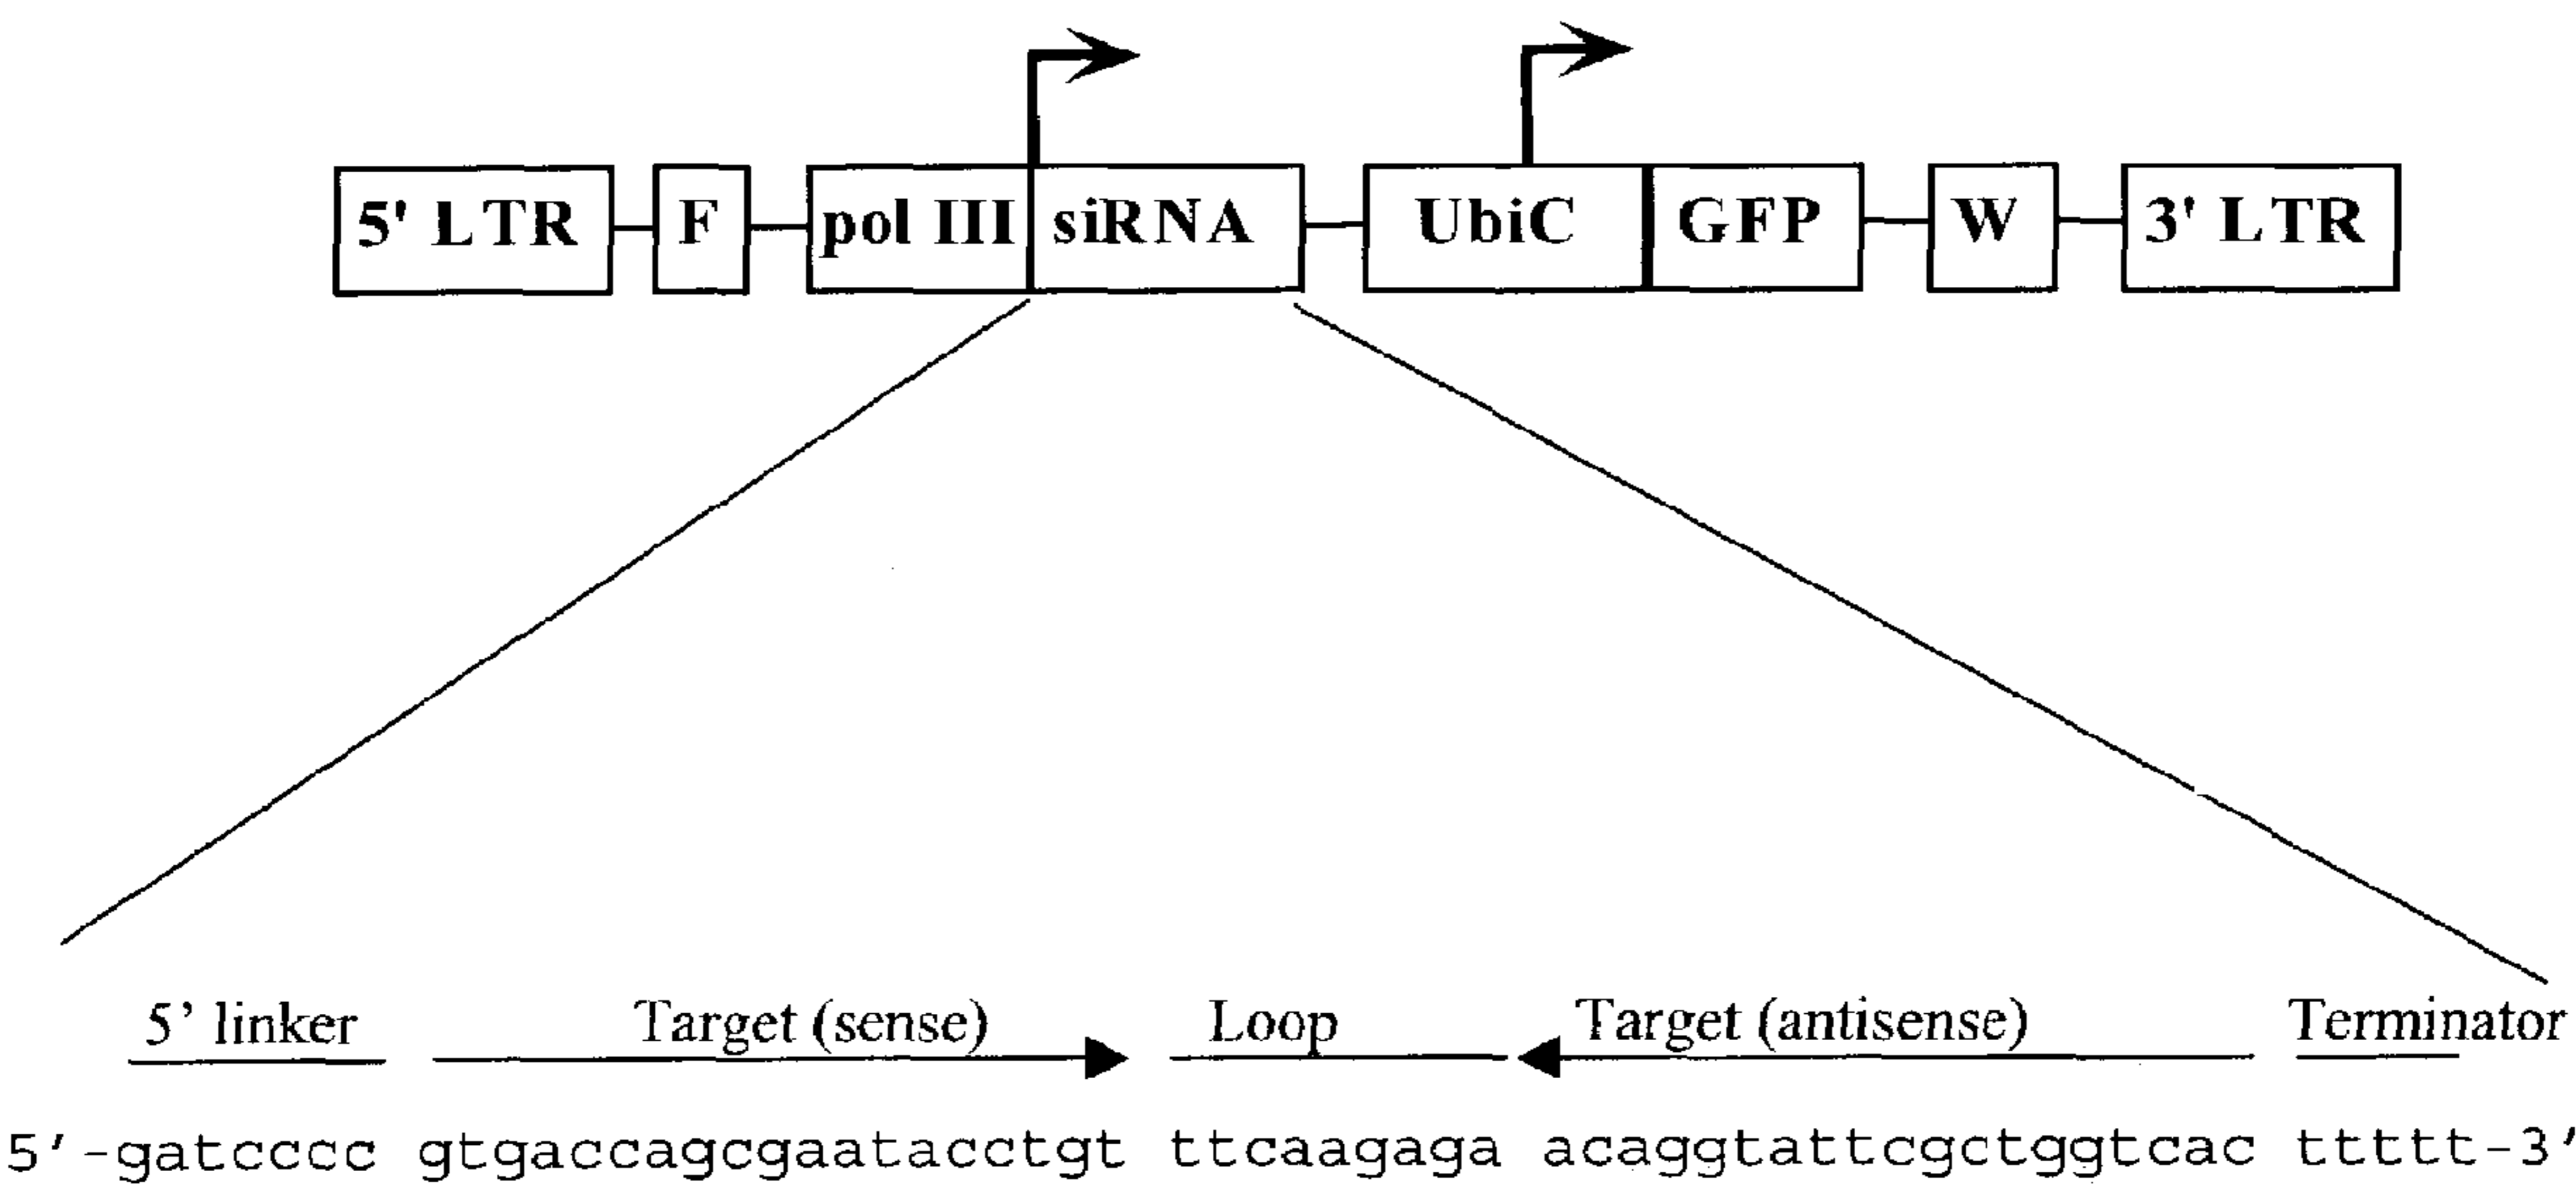 5' LTR F pol III siRNA UbiC GFP W 3' LTR
5’ linker Target (sense) Loop Target (antisense) Terminator
5′-gatcccc gtgaccagcgaatacctgt ttcaagaga acaggtattcgctggtcac ttttt-3′